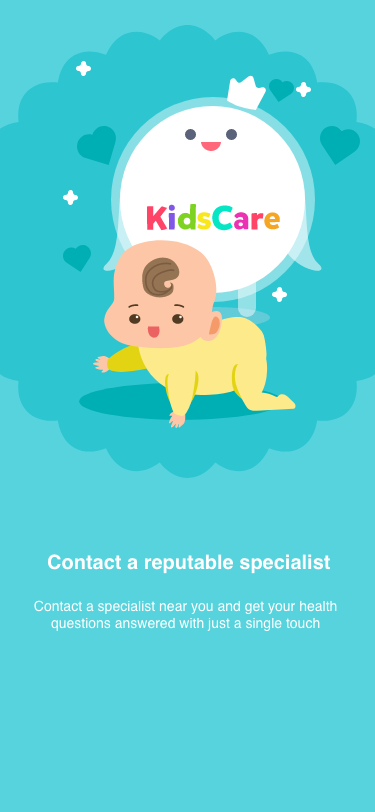 KidsCare
Contact a reputable specialist
Contact a specialist near you and get your health
questions answered with just a single touch